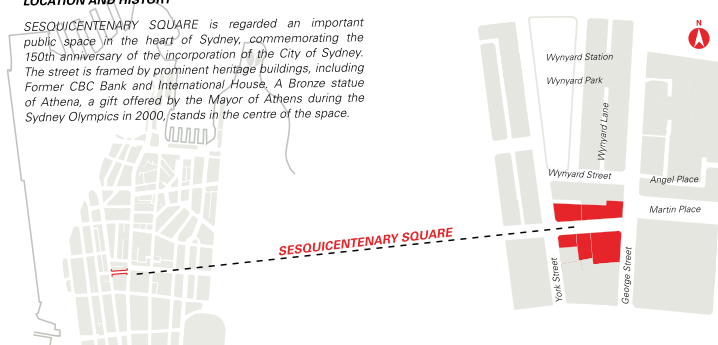 LOCATION AND HISTORY
SESQUICENTENARY SQUARE is regarded an important
public space in the heart of Sydney, commemorating the
150th anniversary of the incorporation of the City of Sydney.
The street is framed by prominent heritage buildings, including
Former CBC Bank and International House. A Bronze statue
of Athena, a gift offered by the Mayor of Athens during the
Sydney Olympics in 2000, stands in the centre of the space.
N
Wynyard Station
Wynyard Park
Wynyard Lane
Wynyard Street
Angel Place
Martin Place
SESQUICENTENARY SQUARE
York Street
George Street